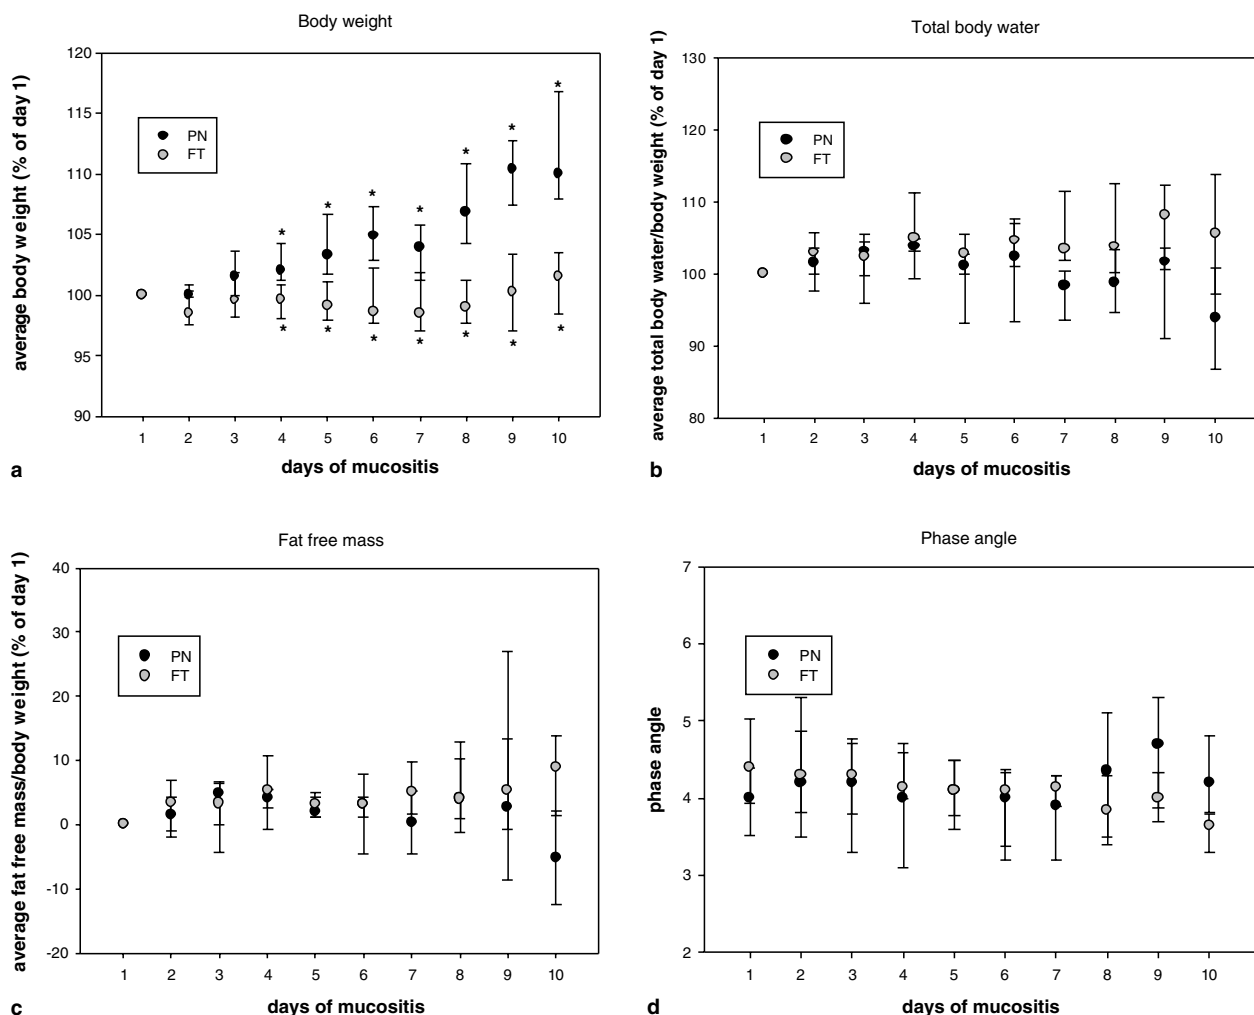 Body weight
average body weight (% of day 1)
120
115
110
105
100
95
90
PN
FT
* * * * * * *
* * * * * * *
1 2 3 4 5 6 7 8 9 10
days of mucositis
a
Total body water
average total body water/body weight (% of day 1)
130
120
110
100
90
80
PN
FT
1 2 3 4 5 6 7 8 9 10
days of mucositis
b
Fat free mass
average fat free mass/body weight (% of day 1)
40
30
20
10
0
-10
-20
PN
FT
1 2 3 4 5 6 7 8 9 10
days of mucositis
c
Phase angle
phase angle
7
6
5
4
3
2
PN
FT
1 2 3 4 5 6 7 8 9 10
days of mucositis
d